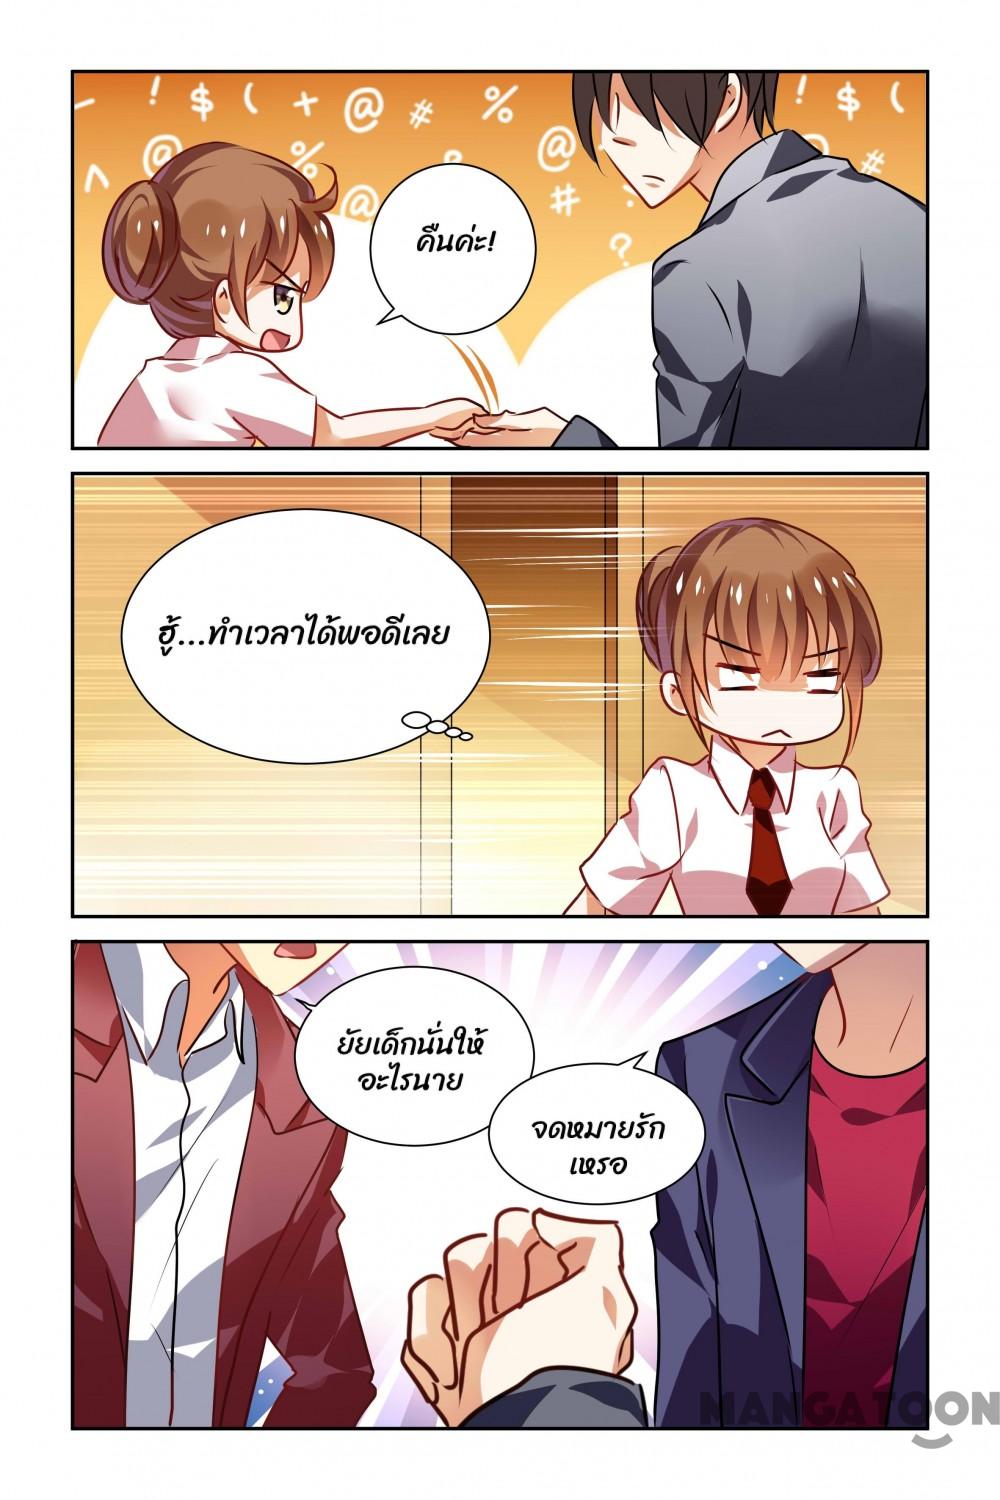 - ! $ ( + @ # % ! $ (
^ @ % @ @ #
@ # : ?
คืนค่ะ!
ฮู้...ทำเวลาได้พอดีเลย
ยัยเด็กนั่นให้
อะไรนาย
จดหมายรัก
เหรอ
MANGATOON